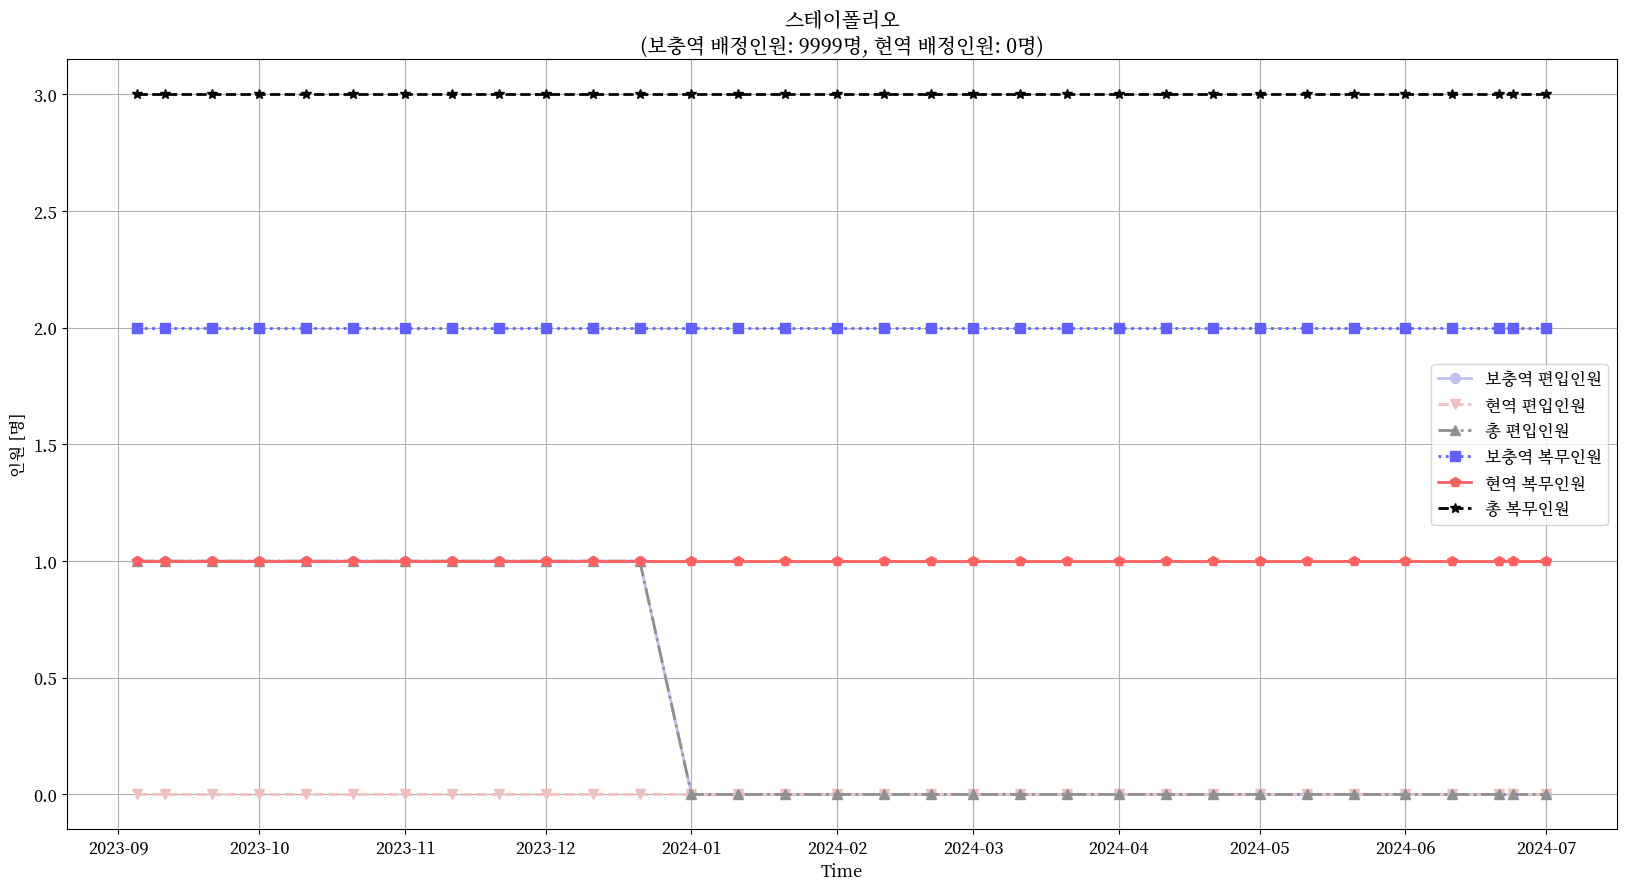 스테이폴리오
(보충역 배정인원: 9999명, 현역 배정인원: 0명)
3.0
2.5
2.0
1.5
1.0
0.5
0.0
인원 [명]
보충역 편입인원
현역 편입인원
총 편입인원
보충역 복무인원
현역 복무인원
총 복무인원
2023-09 2023-10 2023-11 2023-12 2024-01 2024-02 2024-03 2024-04 2024-05 2024-06 2024-07
Time